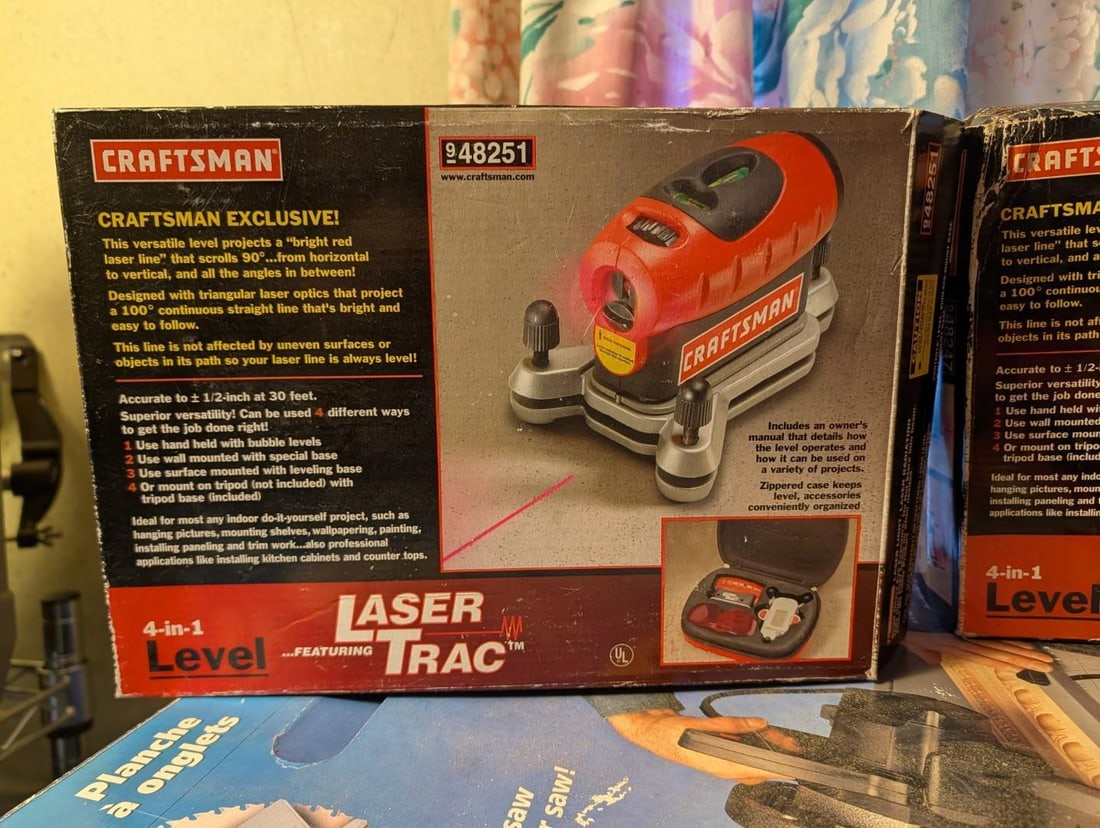 CRAFTSMAN®
CRAFTSMAN EXCLUSIVE!
This versatile level projects a “bright red
laser line” that scrolls 90°...from horizontal
to vertical, and all the angles in between!
Designed with triangular laser optics that project
a 100° continuous straight line that's bright and
easy to follow.
This line is not affected by uneven surfaces or
objects in its path so your laser line is always level!
Accurate to ± 1/2-inch at 30 feet.
Superior versatility! Can be used 4 different ways
to get the job done right!
1 Use hand held with bubble levels
2 Use wall mounted with special base
3 Use surface mounted with leveling base
4 Or mount on tripod (not included) with
tripod base (included)
Ideal for most any indoor do-it-yourself project, such as
hanging pictures, mounting shelves, wallpapering, painting,
installing paneling and trim work...also professional
applications like installing kitchen cabinets and counter tops.
4-in-1
Level
...FEATURING
LASER
TRAC™
UL
948251
www.craftsman.com
CRAFTSMAN
Includes an owner's
manual that details how
the level operates and
how it can be used on
a variety of projects.
Zippered case keeps
level, accessories
conveniently organized
948251
CRAFTS
CRAFTSMA
This versatile lev
laser line” that s
to vertical, and a
Designed with tri
a 100° continuous
easy to follow.
This line is not af
objects in its path
Accurate to ± 1/2-
Superior versatility
to get the job done
1 Use hand held wi
2 Use wall mounted
3 Use surface moun
4 Or mount on tripo
tripod base (includ
Ideal for most any indo
hanging pictures, moun
installing paneling and t
applications like installin
4-in-1
Level
Planche
à onglets
saw
r saw!